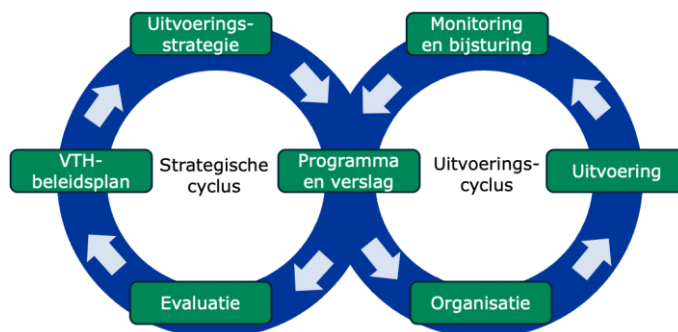 Uitvoerings-
strategie
Monitoring
en bijsturing
VTH-
beleidsplan
Strategische
cyclus
Programma
en verslag
Uitvoerings-
cyclus
Uitvoering
Evaluatie
Organisatie